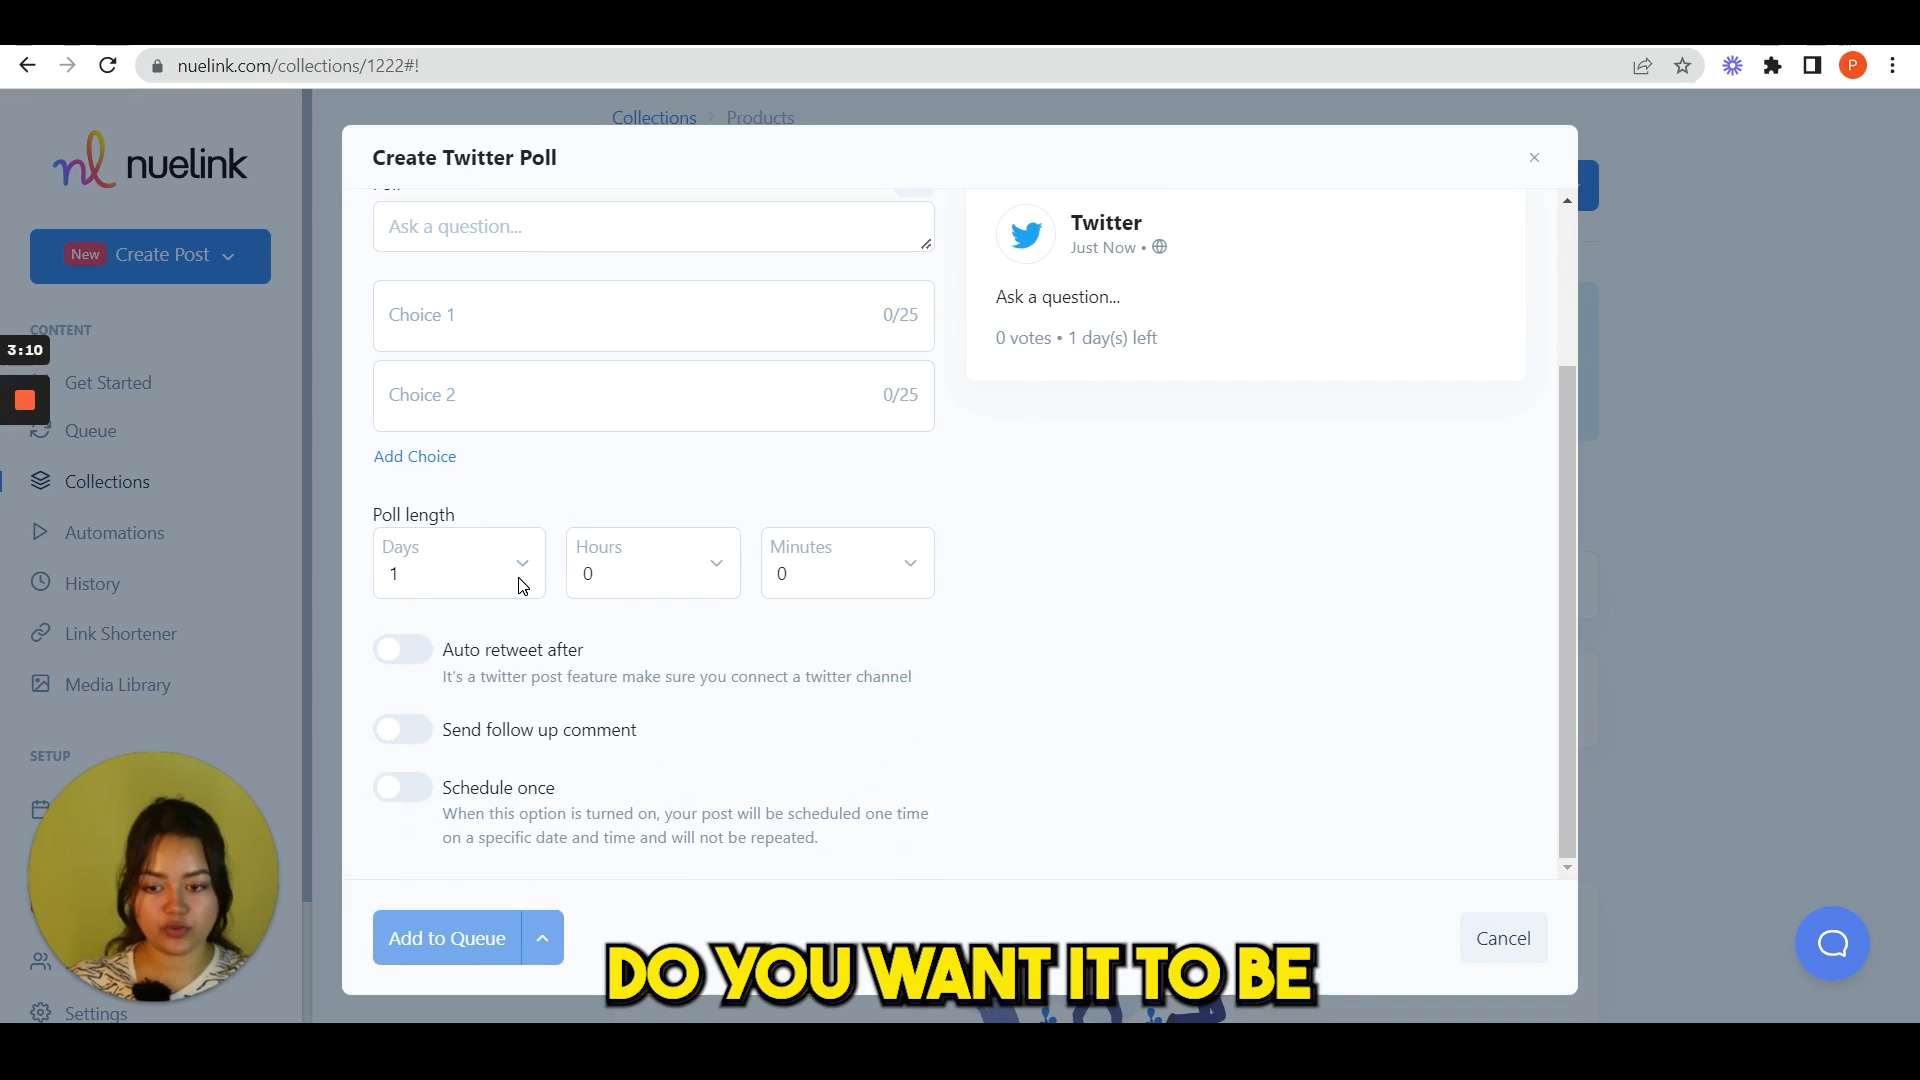 nuelink.com/collections/1222#!
P
nuelink
New Create Post
CONTENT
3:10
Get Started
Queue
Collections
Automations
History
Link Shortener
Media Library
SETUP
Settings
Collections Products
Create Twitter Poll
Ask a question...
Choice 1 0/25
Choice 2 0/25
Add Choice
Poll length
Days
1
Hours
0
Minutes
0
Auto retweet after
It's a twitter post feature make sure you connect a twitter channel
Send follow up comment
Schedule once
When this option is turned on, your post will be scheduled one time
on a specific date and time and will not be repeated.
Twitter
Just Now •
Ask a question...
0 votes • 1 day(s) left
Add to Queue
Cancel
DO YOU WANT IT TO BE